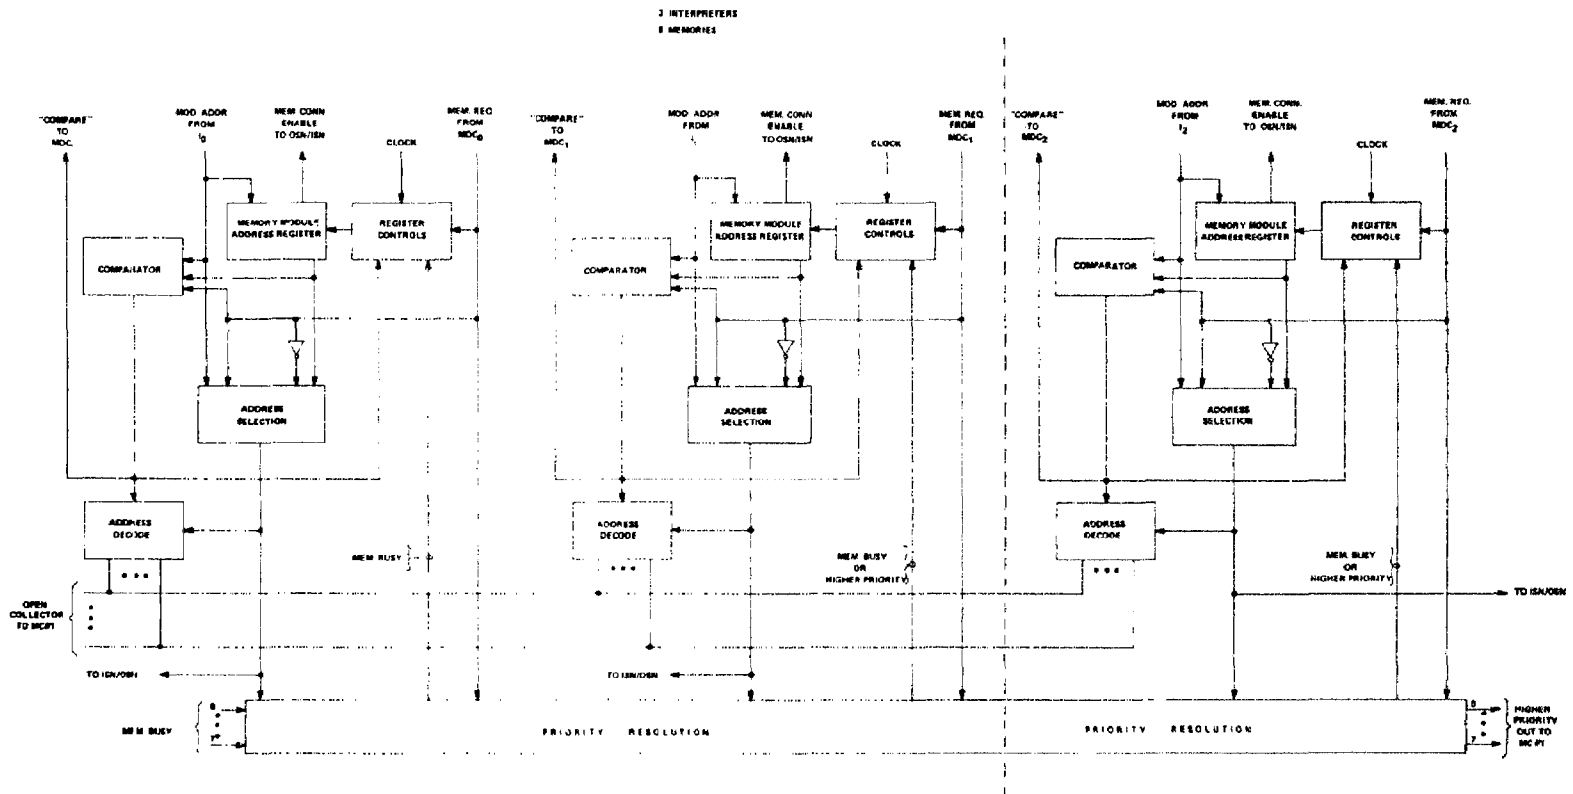 3 INTERPRETERS
8 MEMORIES
"COMPARE"
TO
MDC
MOD. ADDR
FROM
I0
MEM. CONN
ENABLE
TO OSN/ISN
CLOCK
MEM. REQ
FROM
MDC0
"COMPARE"
TO
MDC1
MOD. ADDR
FROM
MEM. CONN
ENABLE
TO OSN/ISN
CLOCK
MEM. REQ.
FROM
MDC1
"COMPARE"
TO
MDC2
MOD. ADDR
FROM
I2
MEM. CONN.
ENABLE
TO OSN/ISN
CLOCK
MEM. REQ.
FROM
MDC2
MEMORY MODULE
ADDRESS REGISTER
REGISTER
CONTROLS
COMPARATOR
MEMORY MODULE
ADDRESS REGISTER
REGISTER
CONTROLS
COMPARATOR
MEMORY MODULE
ADDRESS REGISTER
REGISTER
CONTROLS
COMPARATOR
ADDRESS
SELECTION
ADDRESS
SELECTION
ADDRESS
SELECTION
ADDRESS
DECODE
ADDRESS
DECODE
ADDRESS
DECODE
MEM. BUSY
MEM. BUSY
OR
HIGHER PRIORITY
MEM. BUSY
OR
HIGHER PRIORITY
OPEN
COLLECTOR
TO MC/PI
TO ISN/OSN
TO ISN/OSN
TO ISN/OSN
MEM. BUSY
7
PRIORITY RESOLUTION
PRIORITY RESOLUTION
7
HIGHER
PRIORITY
OUT TO
MC/PI